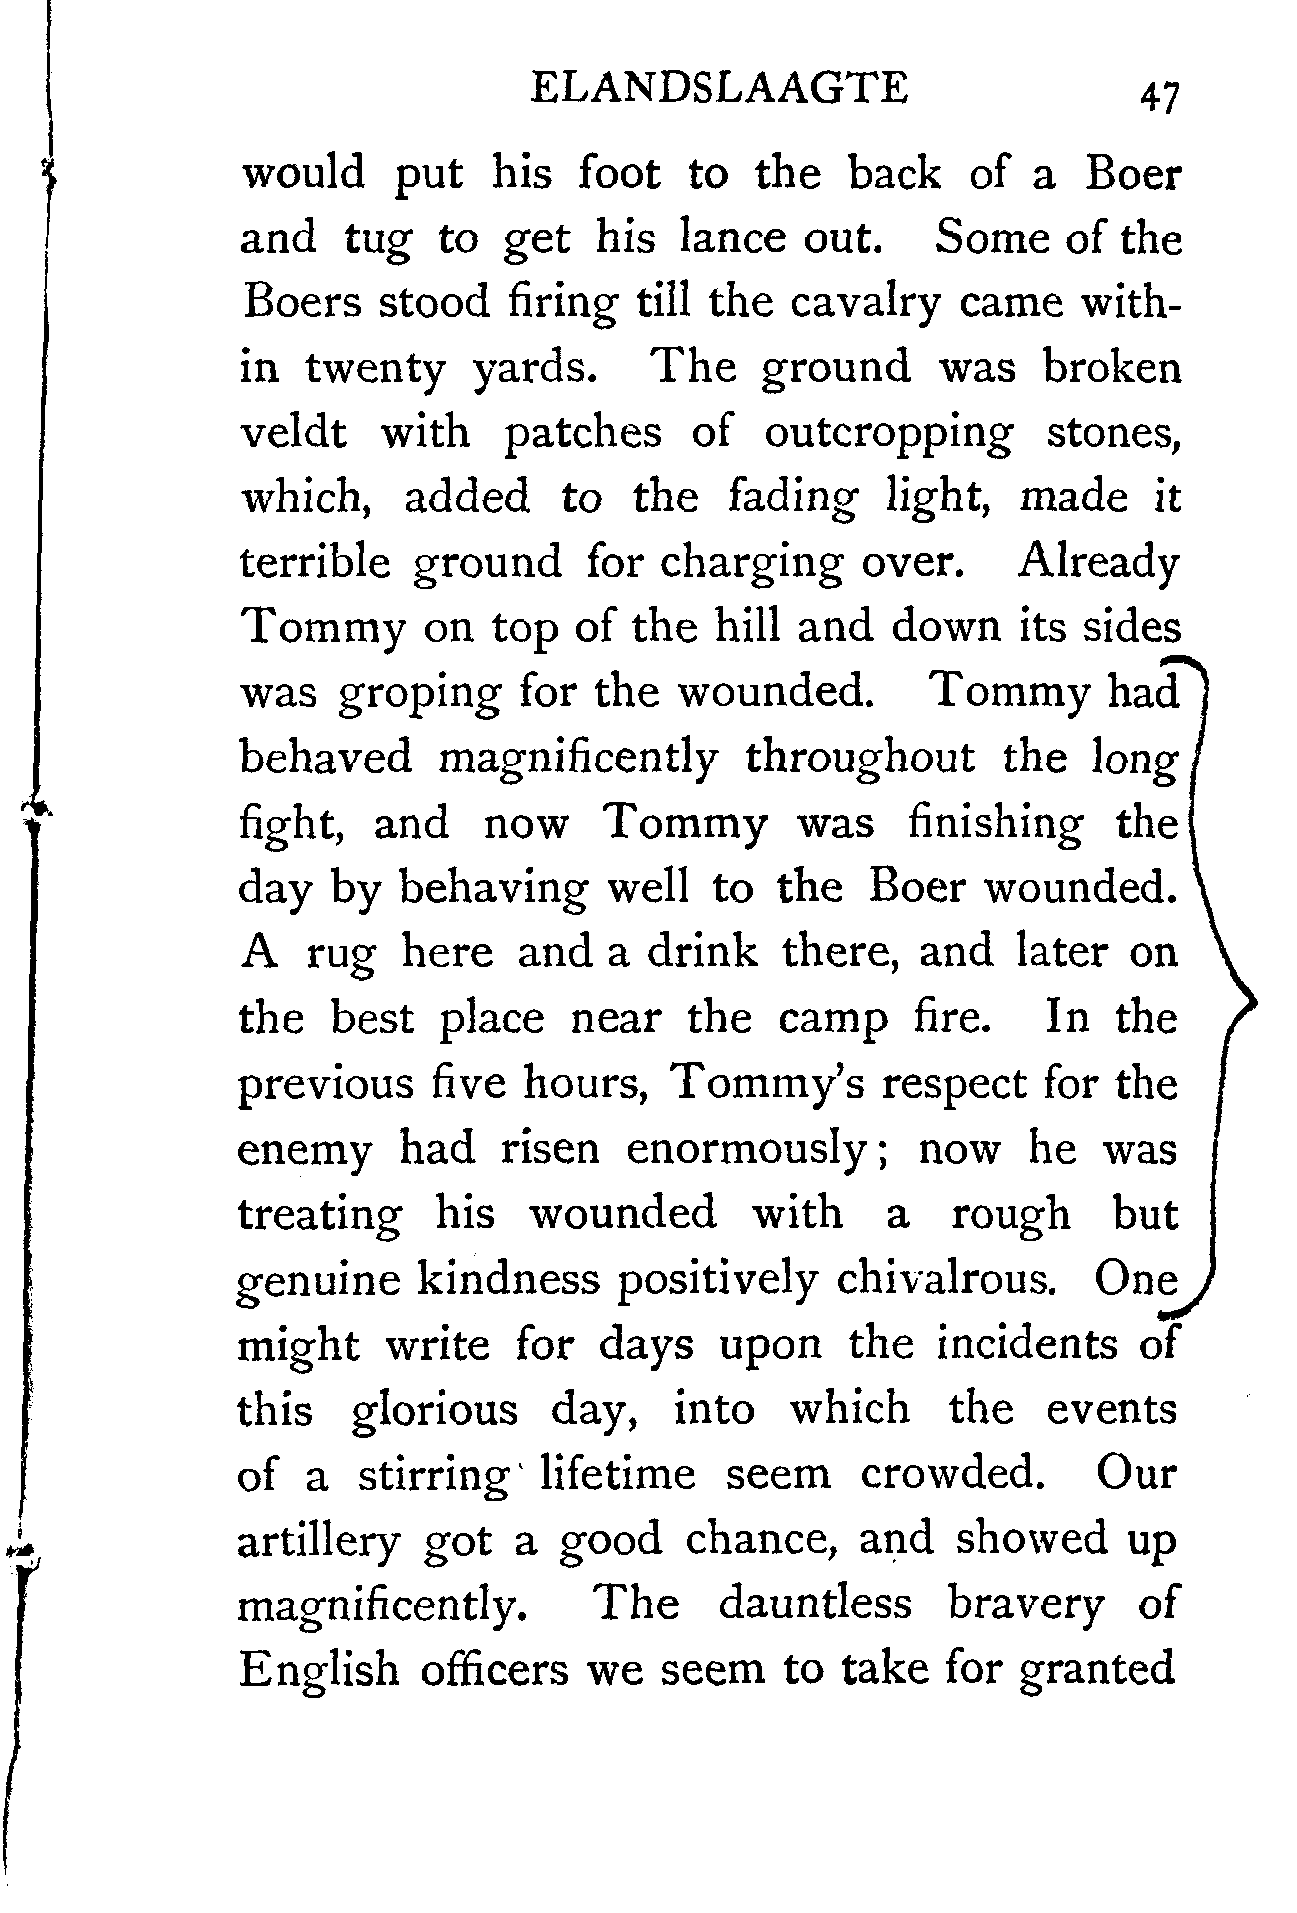 ELANDSLAAGTE 47
would put his foot to the back of a Boer
and tug to get his lance out. Some of the
Boers stood firing till the cavalry came with-
in twenty yards. The ground was broken
veldt with patches of outcropping stones,
which, added to the fading light, made it
terrible ground for charging over. Already
Tommy on top of the hill and down its sides
was groping for the wounded. Tommy had
behaved magnificently throughout the long
fight, and now Tommy was finishing the
day by behaving well to the Boer wounded.
A rug here and a drink there, and later on
the best place near the camp fire. In the
previous five hours, Tommy's respect for the
enemy had risen enormously; now he was
treating his wounded with a rough but
genuine kindness positively chivalrous. One
might write for days upon the incidents of
this glorious day, into which the events
of a stirring lifetime seem crowded. Our
artillery got a good chance, and showed up
magnificently. The dauntless bravery of
English officers we seem to take for granted